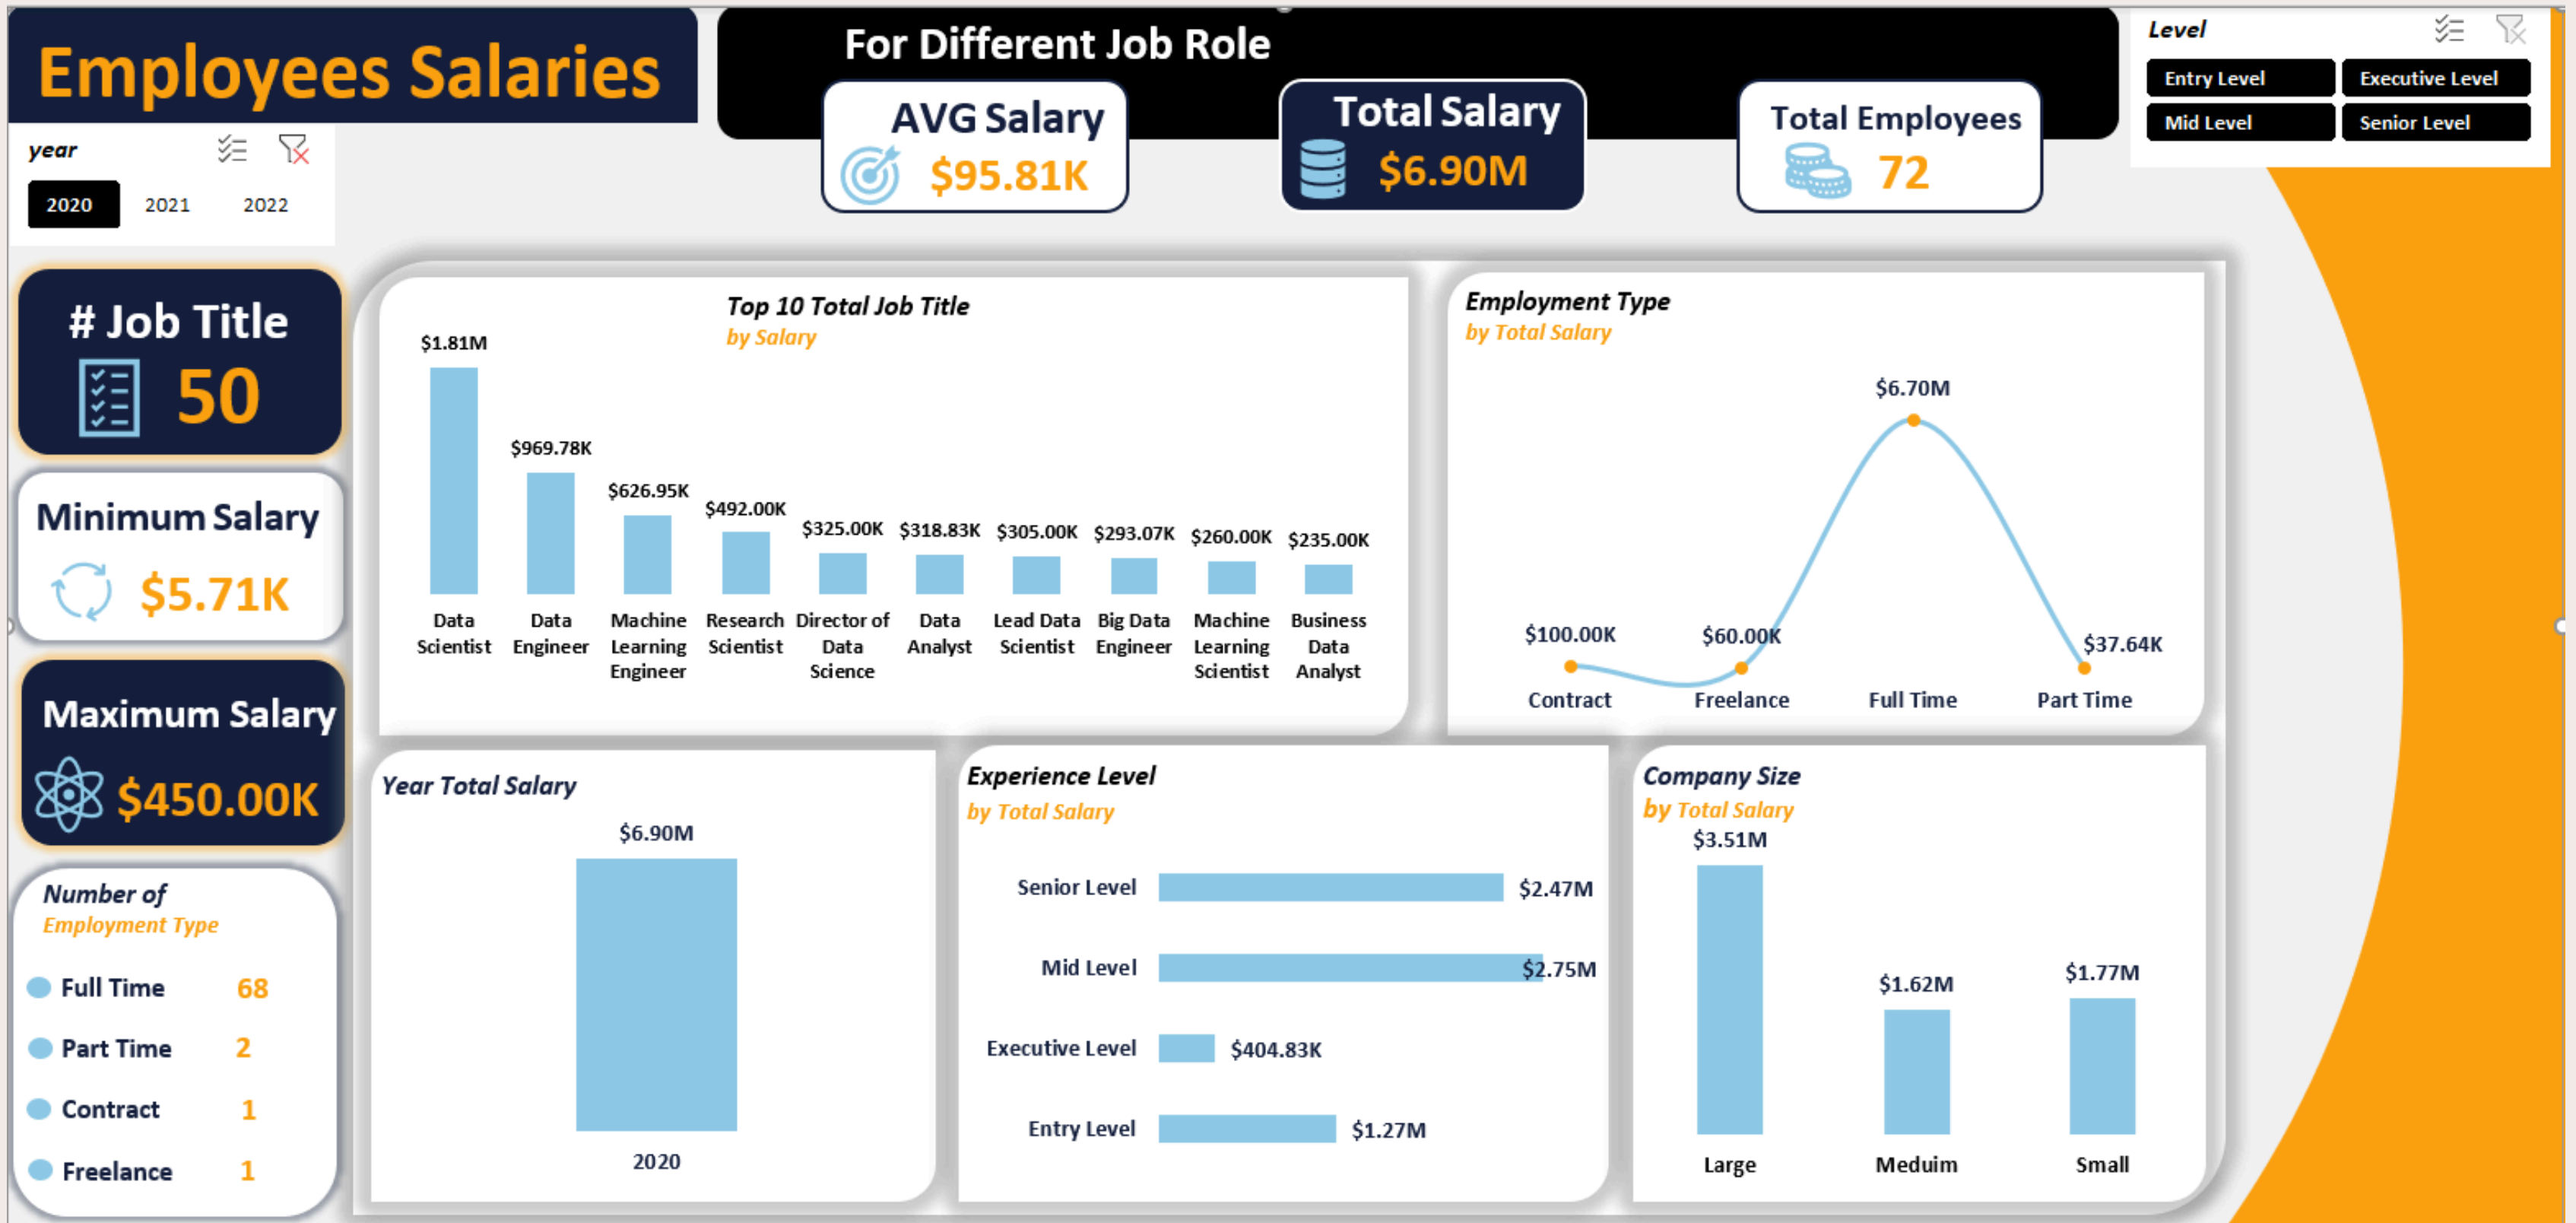 Employees Salaries
For Different Job Role
AVG Salary
$95.81K
Total Salary
$6.90M
Total Employees
72
Level
Entry Level
Executive Level
Mid Level
Senior Level
year
2020 2021 2022
# Job Title
50
Minimum Salary
$5.71K
Maximum Salary
$450.00K
Number of
Employment Type
Full Time 68
Part Time 2
Contract 1
Freelance 1
Top 10 Total Job Title
by Salary
$1.81M
$969.78K
$626.95K
$492.00K
$325.00K
$318.83K
$305.00K
$293.07K
$260.00K
$235.00K
Data
Scientist
Data
Engineer
Machine
Learning
Engineer
Research
Scientist
Director of
Data
Science
Data
Analyst
Lead Data
Scientist
Big Data
Engineer
Machine
Learning
Scientist
Business
Data
Analyst
Employment Type
by Total Salary
$100.00K
$60.00K
$6.70M
$37.64K
Contract
Freelance
Full Time
Part Time
Year Total Salary
$6.90M
2020
Experience Level
by Total Salary
Senior Level $2.47M
Mid Level $2.75M
Executive Level $404.83K
Entry Level $1.27M
Company Size
by Total Salary
$3.51M
$1.62M
$1.77M
Large
Meduim
Small